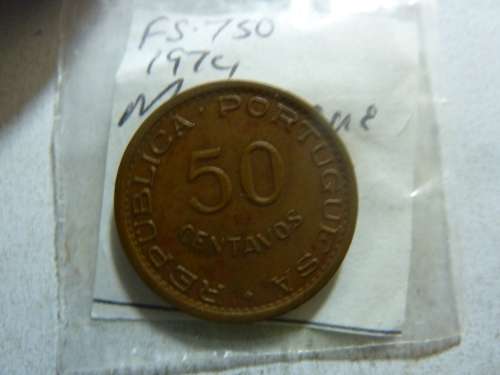 FS.750
1974
REPUBLICA · PORTUGUESA
50
CENTAVOS